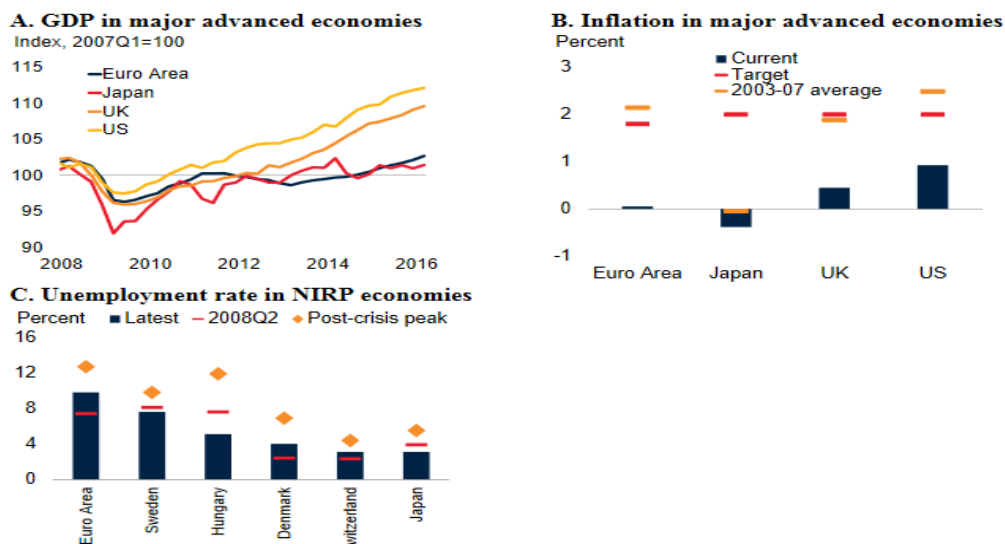 A. GDP in major advanced economies
Index, 2007Q1=100
115
110
105
100
95
90
Euro Area
Japan
UK
US
2008 2010 2012 2014 2016
B. Inflation in major advanced economies
Percent
3
2
1
0
-1
Current
Target
2003-07 average
Euro Area Japan UK US
C. Unemployment rate in NIRP economies
Percent Latest 2008Q2 Post-crisis peak
16
12
8
4
0
Euro Area
Sweden
Hungary
Denmark
witzerland
Japan